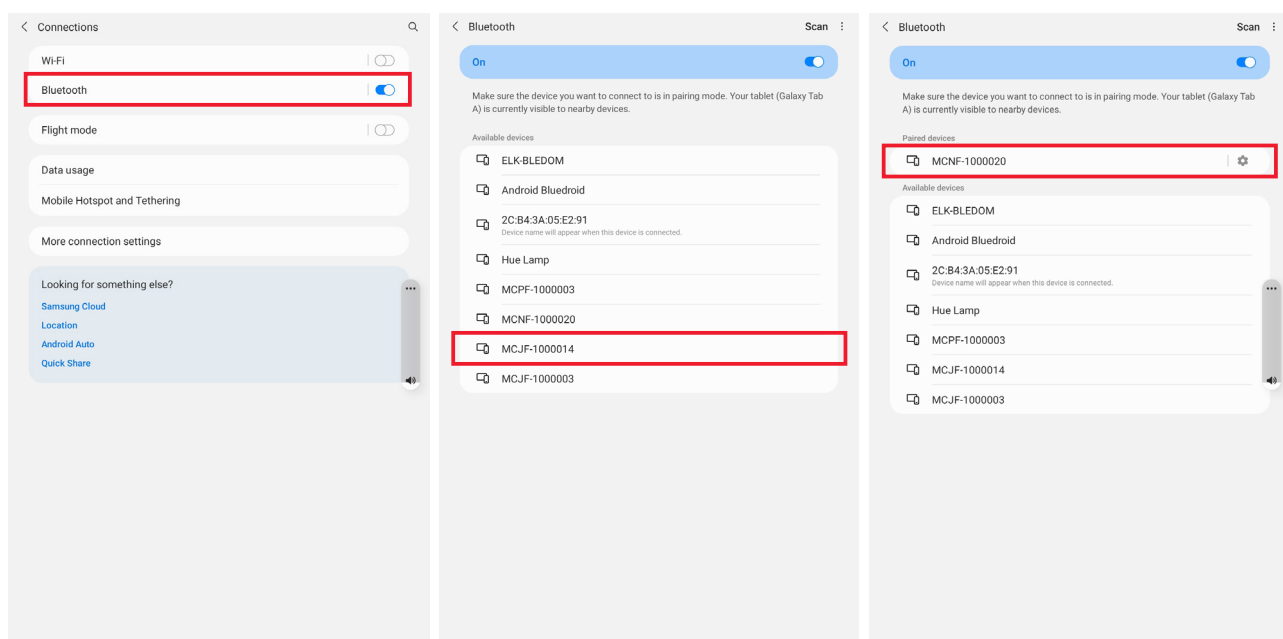 Connections
Wi-Fi
Bluetooth
Flight mode
Data usage
Mobile Hotspot and Tethering
More connection settings
Looking for something else?
Samsung Cloud
Location
Android Auto
Quick Share
Bluetooth
Scan
On
Make sure the device you want to connect to is in pairing mode. Your tablet (Galaxy Tab
A) is currently visible to nearby devices.
Available devices
ELK-BLEDOM
Android Bluedroid
2C:B4:3A:05:E2:91
Device name will appear when this device is connected.
Hue Lamp
MCPF-1000003
MCNF-1000020
MCJF-1000014
MCJF-1000003
Bluetooth
Scan
On
Make sure the device you want to connect to is in pairing mode. Your tablet (Galaxy Tab
A) is currently visible to nearby devices.
Paired devices
MCNF-1000020
Available devices
ELK-BLEDOM
Android Bluedroid
2C:B4:3A:05:E2:91
Device name will appear when this device is connected.
Hue Lamp
MCPF-1000003
MCJF-1000014
MCJF-1000003